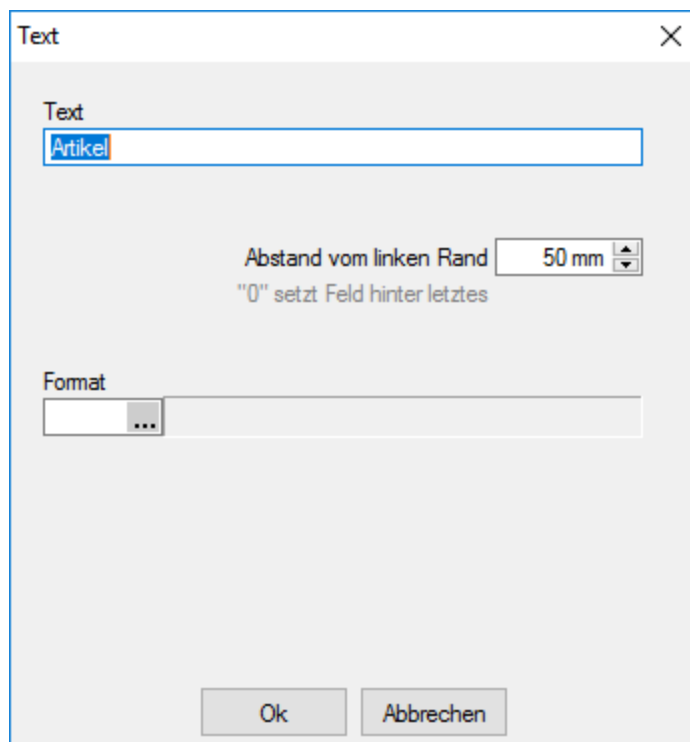 Text
Text
Artikel
Abstand vom linken Rand 50 mm
"0" setzt Feld hinter letztes
Format
...
Ok Abbrechen